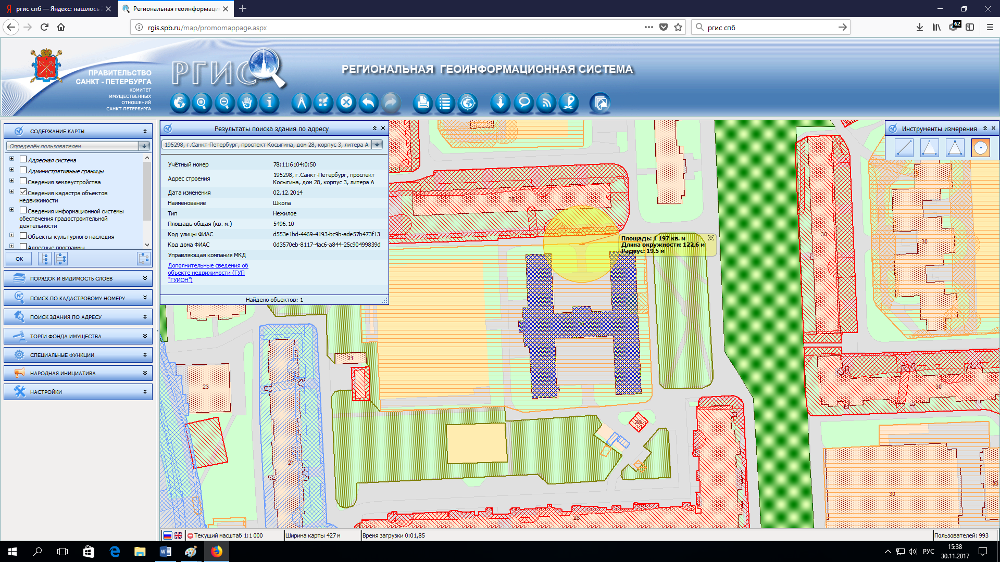 ргис спб — Яндекс: нашлось
Региональная геоинформаци
rgis.spb.ru/map/promomappage.aspx
ргис спб
62
ПРАВИТЕЛЬСТВО
САНКТ - ПЕТЕРБУРГА
КОМИТЕТ
ИМУЩЕСТВЕННЫХ
ОТНОШЕНИЙ
САНКТ-ПЕТЕРБУРГА
РГИС
РЕГИОНАЛЬНАЯ ГЕОИНФОРМАЦИОННАЯ СИСТЕМА
СОДЕРЖАНИЕ КАРТЫ
Определён пользователем
Адресная система
Административные границы
Сведения землеустройства
Сведения кадастра объектов
недвижимости
Сведения информационной системы
обеспечения градостроительной
деятельности
Объекты культурного наследия
Адресные программы
ОК
ПОРЯДОК И ВИДИМОСТЬ СЛОЕВ
ПОИСК ПО КАДАСТРОВОМУ НОМЕРУ
ПОИСК ЗДАНИЯ ПО АДРЕСУ
ТОРГИ ФОНДА ИМУЩЕСТВА
СПЕЦИАЛЬНЫЕ ФУНКЦИИ
НАРОДНАЯ ИНИЦИАТИВА
НАСТРОЙКИ
Результаты поиска здания по адресу
195298, г.Санкт-Петербург, проспект Косыгина, дом 28, корпус 3, литера А
Учётный номер 78:11:6104:0:50
Адрес строения 195298, г.Санкт-Петербург, проспект
Косыгина, дом 28, корпус 3, литера А
Дата изменения 02.12.2014
Наименование Школа
Тип Нежилое
Площадь общая (кв. м.) 5496.10
Код улицы ФИАС d553e1bd-4469-4193-bc9b-ade57b473f13
Код дома ФИАС 0d3570eb-8117-4ac6-a844-25c90499839d
Управляющая компания МКД
Дополнительные сведения об
объекте недвижимости (ГУП
"ГУИОН")
Найдено объектов: 1
Инструменты измерения
28
Площадь: 1 197 кв. м
Длина окружности: 122.6 м
Радиус: 19.5 м
30
30
21
23
30
28
21
30
30
28
Текущий масштаб 1:1 000
Ширина карты 427 м
Время загрузки 0:01,85
Пользователей: 993
РУС
15:38
30.11.2017